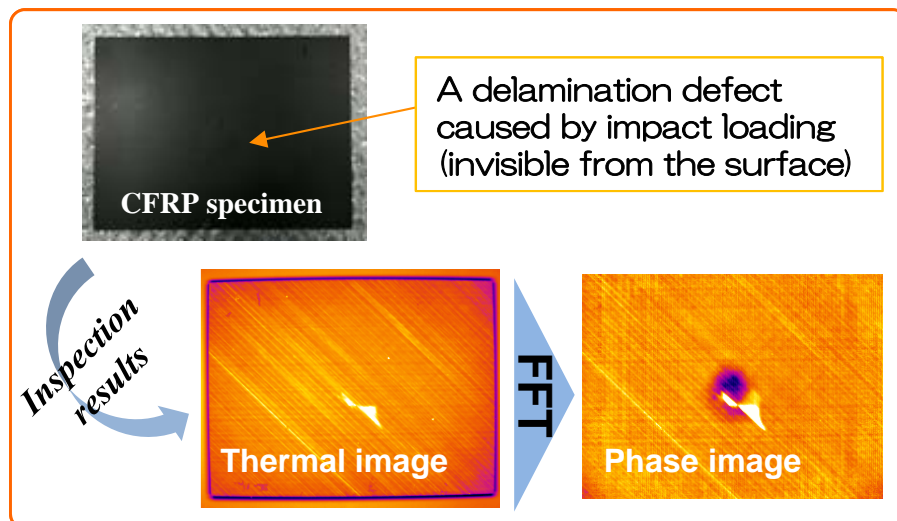 A delamination defect
caused by impact loading
(invisible from the surface)
CFRP specimen
Inspection
results
Thermal image
FFT
Phase image